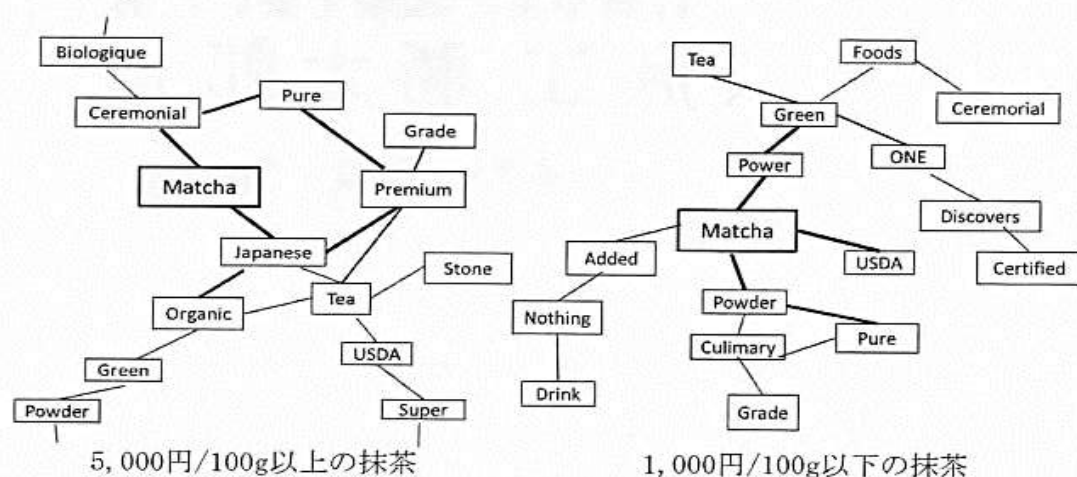 Biologique
Ceremonial
Pure
Grade
Matcha
Premium
Japanese
Stone
Organic
Tea
Green
USDA
Powder
Super
5,000円/100g以上の抹茶
Tea
Foods
Green
Ceremorial
Power
ONE
Matcha
Discovers
Added
USDA
Certified
Nothing
Powder
Culimary
Pure
Drink
Grade
1,000円/100g以下の抹茶